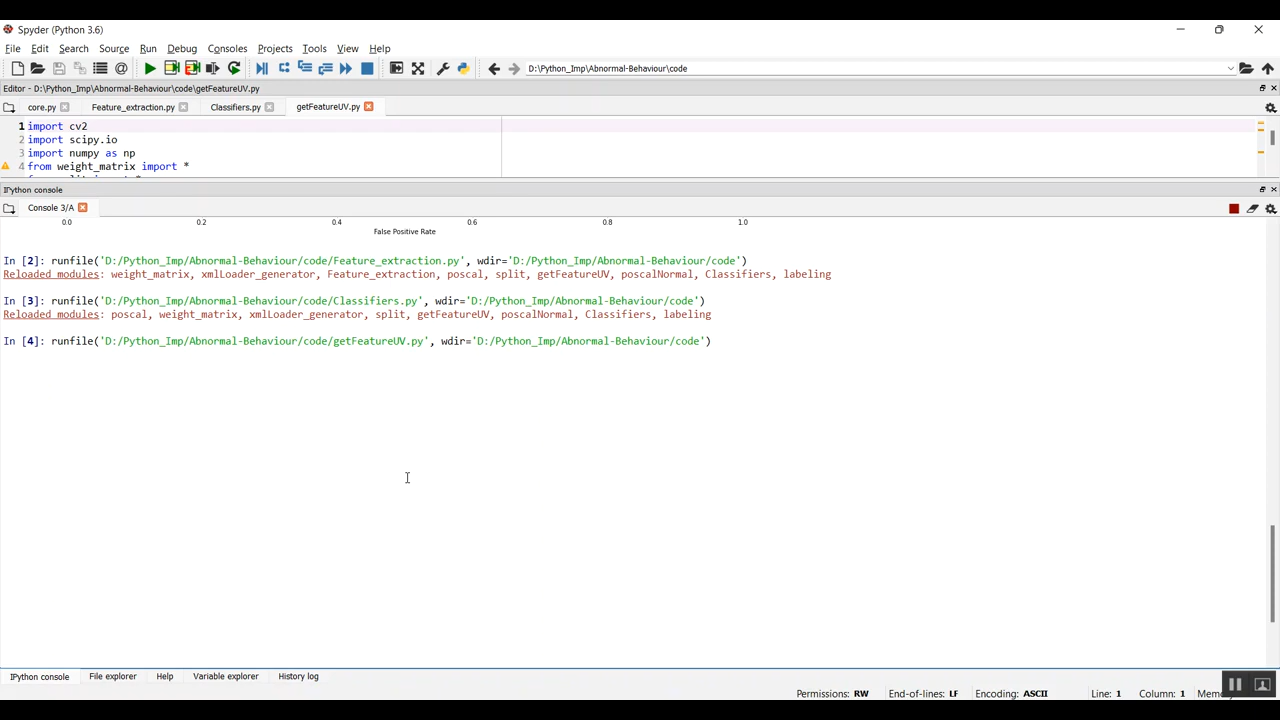 Spyder (Python 3.6)
File Edit Search Source Run Debug Consoles Projects Tools View Help
D:\Python_Imp\Abnormal-Behaviour\code
Editor - D:\Python_Imp\Abnormal-Behaviour\code\getFeatureUV.py
core.py Feature_extraction.py Classifiers.py getFeatureUV.py
1 import cv2
2 import scipy.io
3 import numpy as np
4 from weight_matrix import *
IPython console
Console 3/A
0.0 0.2 0.4 0.6 0.8 1.0
False Positive Rate
In [2]: runfile('D:/Python_Imp/Abnormal-Behaviour/code/Feature_extraction.py', wdir='D:/Python_Imp/Abnormal-Behaviour/code')
Reloaded modules: weight_matrix, xmlLoader_generator, Feature_extraction, poscal, split, getFeatureUV, poscalNormal, Classifiers, labeling
In [3]: runfile('D:/Python_Imp/Abnormal-Behaviour/code/Classifiers.py', wdir='D:/Python_Imp/Abnormal-Behaviour/code')
Reloaded modules: poscal, weight_matrix, xmlLoader_generator, split, getFeatureUV, poscalNormal, Classifiers, labeling
In [4]: runfile('D:/Python_Imp/Abnormal-Behaviour/code/getFeatureUV.py', wdir='D:/Python_Imp/Abnormal-Behaviour/code')
IPython console File explorer Help Variable explorer History log
Permissions: RW End-of-lines: LF Encoding: ASCII Line: 1 Column: 1